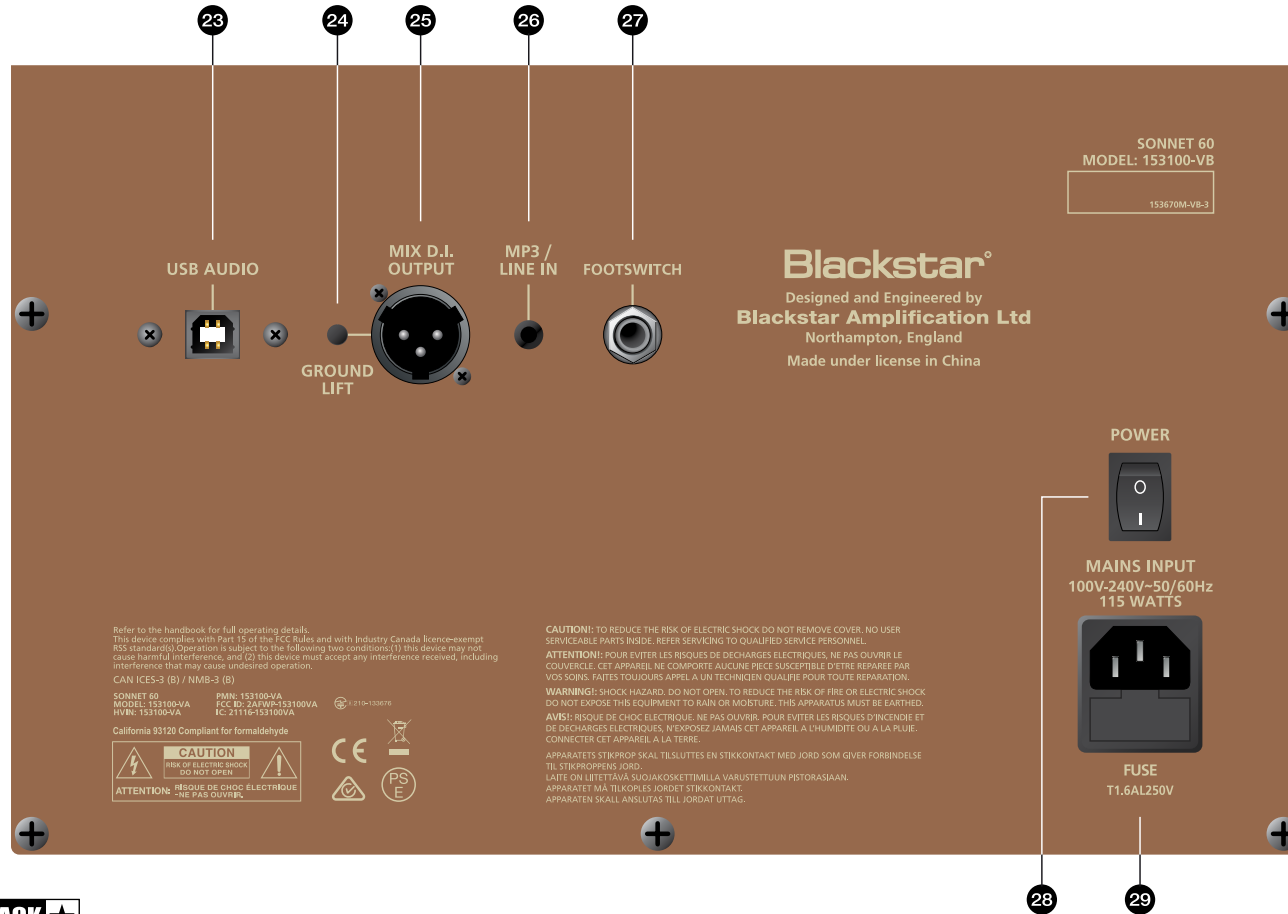 23 24 25 26 27
SONNET 60
MODEL: 153100-VB
153670M-VB-3
USB AUDIO
MIX D.I.
OUTPUT
MP3 /
LINE IN
FOOTSWITCH
GROUND
LIFT
Blackstar
Designed and Engineered by
Blackstar Amplification Ltd
Northampton, England
Made under license in China
POWER
O
I
MAINS INPUT
100V-240V~50/60Hz
115 WATTS
FUSE
T1.6AL250V
Refer to the handbook for full operating details.
This device complies with Part 15 of the FCC Rules and with Industry Canada licence-exempt
RSS standard(s).Operation is subject to the following two conditions:(1) this device may not
cause harmful interference, and (2) this device must accept any interference received, including
interference that may cause undesired operation.
CAN ICES-3 (B) / NMB-3 (B)
SONNET 60 PMN: 153100-VA
MODEL: 153100-VA FCC ID: 2AFWP-153100VA
HVIN: 153100-VA IC: 21116-153100VA
210-133676
California 93120 Compliant for formaldehyde
CAUTION
RISK OF ELECTRIC SHOCK
DO NOT OPEN
ATTENTION: RISQUE DE CHOC ÉLECTRIQUE
-NE PAS OUVRIR.
CE
PS
E
CAUTION!: TO REDUCE THE RISK OF ELECTRIC SHOCK DO NOT REMOVE COVER. NO USER
SERVICEABLE PARTS INSIDE. REFER SERVICING TO QUALIFIED SERVICE PERSONNEL.
ATTENTION!: POUR EVITER LES RISQUES DE DECHARGES ELECTRIQUES, NE PAS OUVRIR LE
COUVERCLE. CET APPAREIL NE COMPORTE AUCUNE PIECE SUSCEPTIBLE D'ETRE REPAREE PAR
VOS SOINS. FAITES TOUJOURS APPEL A UN TECHNICIEN QUALIFIE POUR TOUTE REPARATION.
WARNING!: SHOCK HAZARD. DO NOT OPEN. TO REDUCE THE RISK OF FIRE OR ELECTRIC SHOCK
DO NOT EXPOSE THIS EQUIPMENT TO RAIN OR MOISTURE. THIS APPARATUS MUST BE EARTHED.
AVIS!: RISQUE DE CHOC ELECTRIQUE. NE PAS OUVRIR. POUR EVITER LES RISQUES D'INCENDIE ET
DE DECHARGES ELECTRIQUES, N'EXPOSEZ JAMAIS CET APPAREIL A L'HUMIDITE OU A LA PLUIE.
CONNECTER CET APPAREIL A LA TERRE.
APPARATETS STIKPROP SKAL TILSLUTTES EN STIKKONTAKT MED JORD SOM GIVER FORBINDELSE
TIL STIKPROPPENS JORD.
LAITE ON LIITETTÄVÄ SUOJAKOSKETTIMILLA VARUSTETTUUN PISTORASIAAN.
APPARATET MÅ TILKOPLES JORDET STIKKONTAKT.
APPARATEN SKALL ANSLUTAS TILL JORDAT UTTAG.
28 29